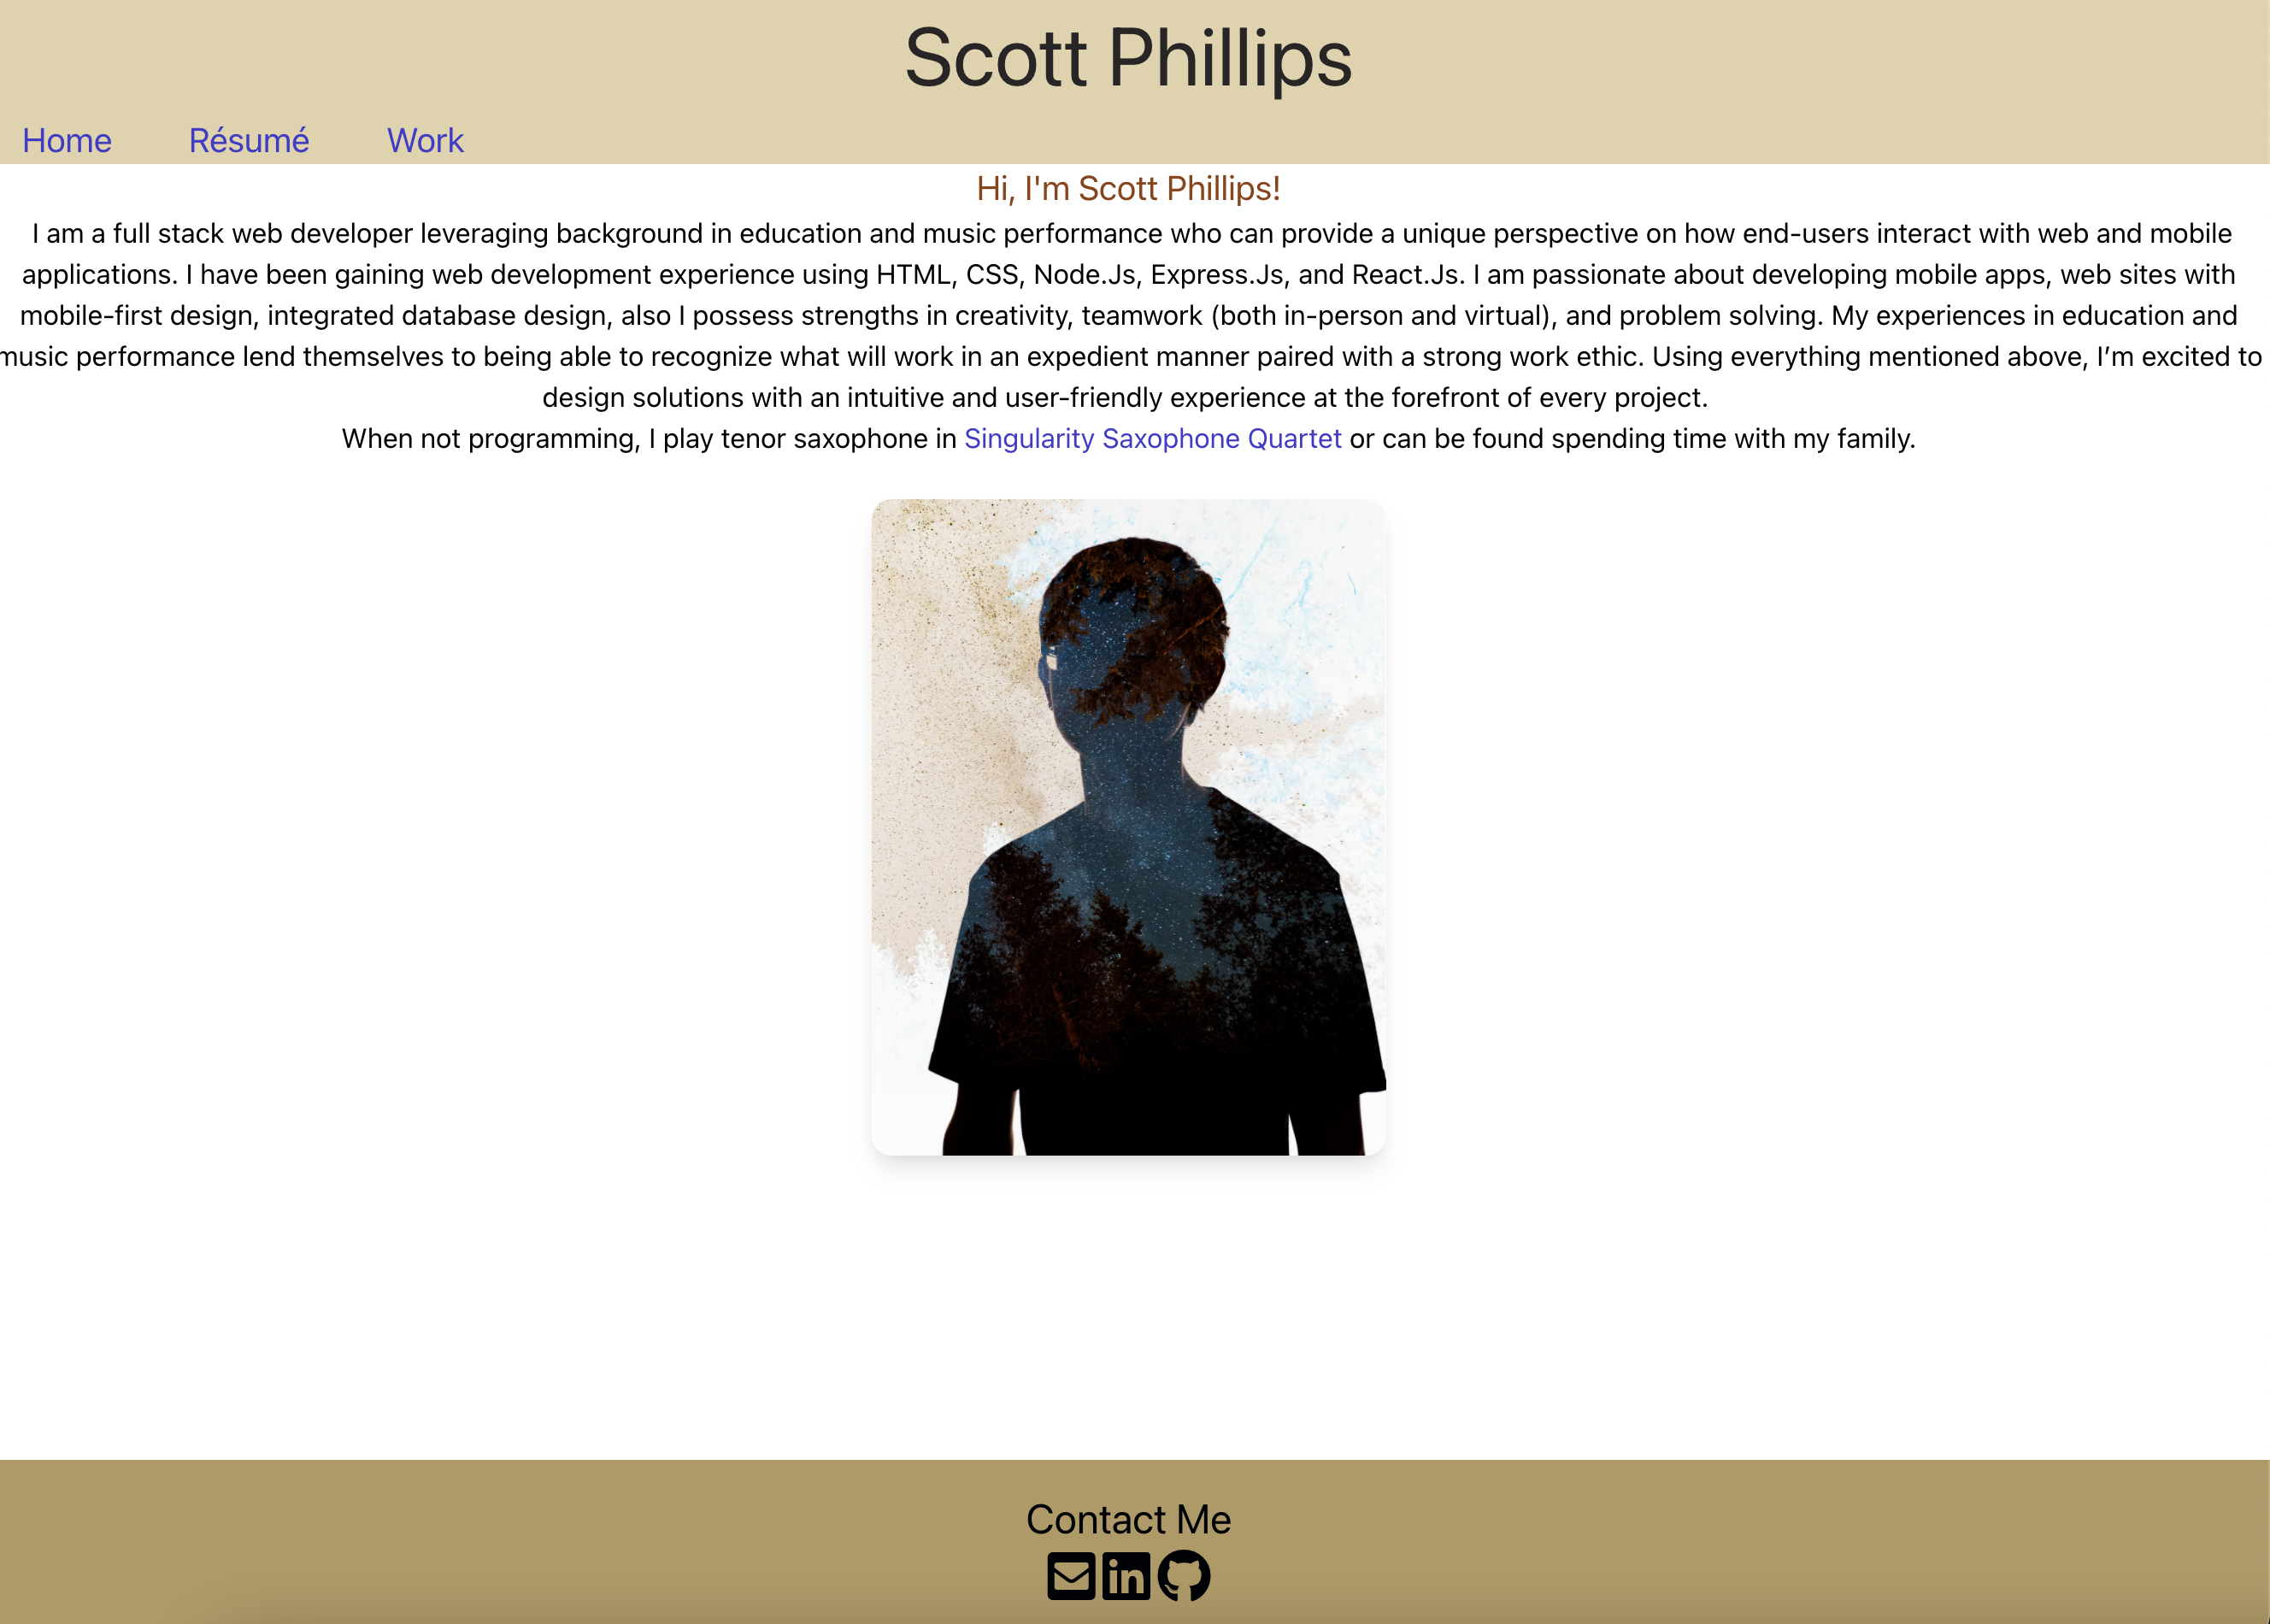 Scott Phillips
Home Résumé Work
Hi, I'm Scott Phillips!
I am a full stack web developer leveraging background in education and music performance who can provide a unique perspective on how end-users interact with web and mobile
applications. I have been gaining web development experience using HTML, CSS, Node.Js, Express.Js, and React.Js. I am passionate about developing mobile apps, web sites with
mobile-first design, integrated database design, also I possess strengths in creativity, teamwork (both in-person and virtual), and problem solving. My experiences in education and
music performance lend themselves to being able to recognize what will work in an expedient manner paired with a strong work ethic. Using everything mentioned above, I’m excited to
design solutions with an intuitive and user-friendly experience at the forefront of every project.
When not programming, I play tenor saxophone in Singularity Saxophone Quartet or can be found spending time with my family.
Contact Me
in